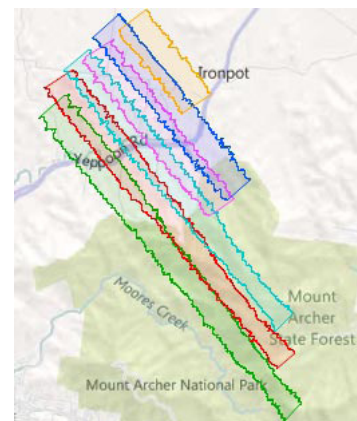 Ironpot
Yeppoon Rd
Moores Creek
Mount
Archer
State Forest
Mount Archer National Park